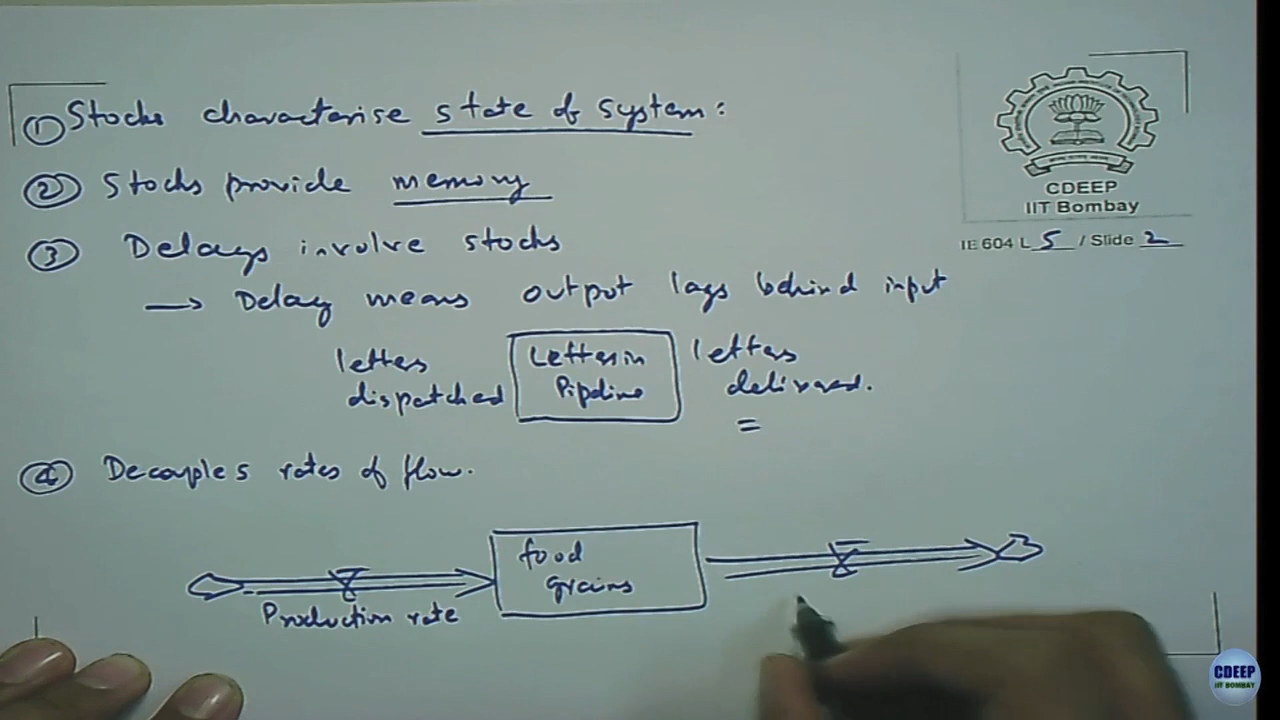 ① Stocks characterise state of system:
② Stocks provide memory
③ Delays involve stocks
→ Delay means output lags behind input
letters dispatched
Letters in Pipeline
letters delivered.
=
④ Decouples rates of flow.
food grains
Production rate
CDEEP
IIT Bombay
IE 604 L 5 / Slide 2
CDEEP
IIT BOMBAY